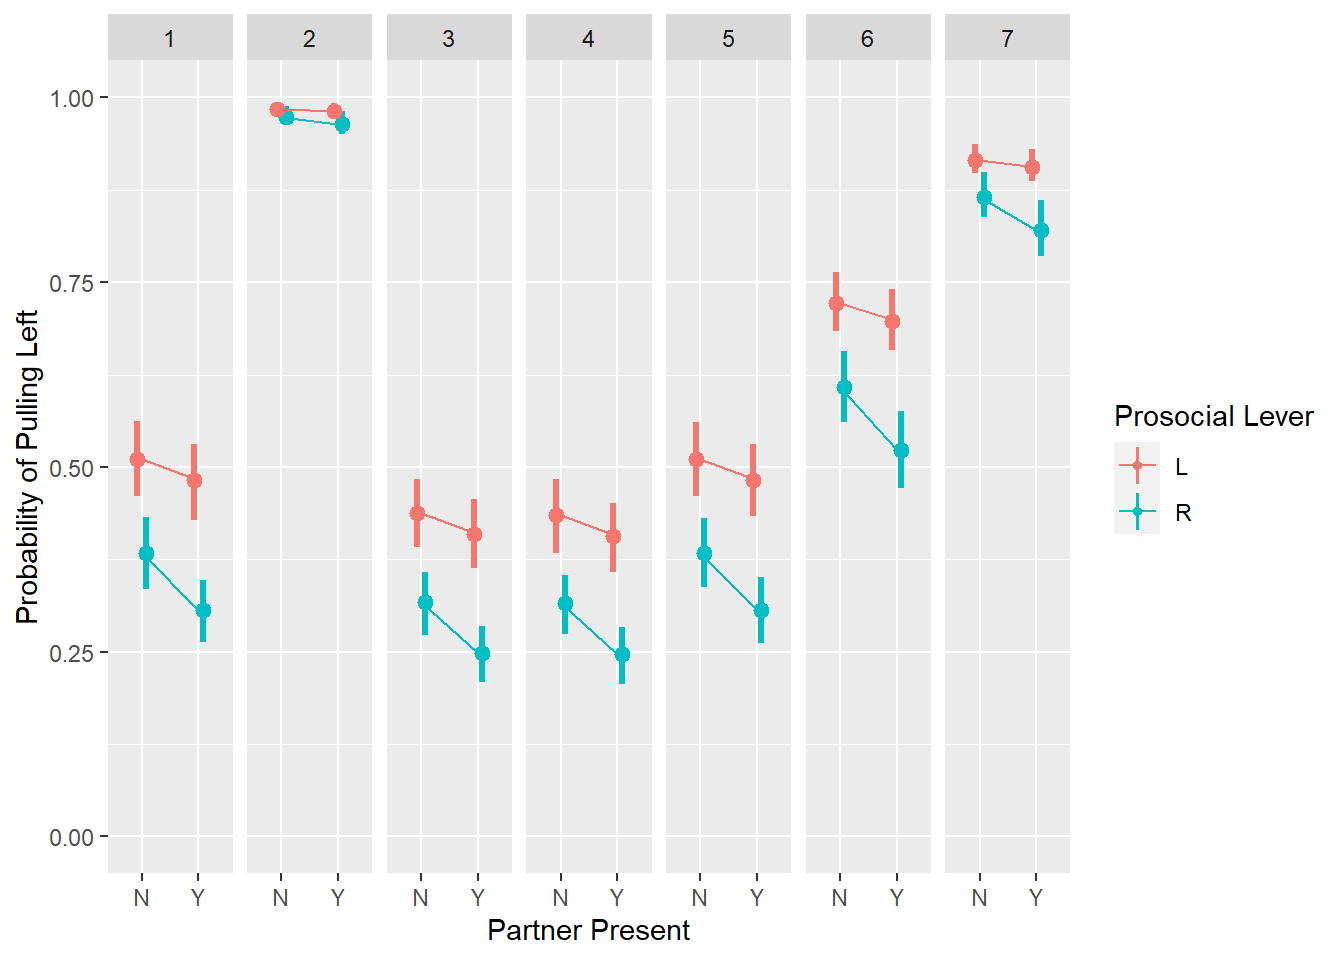 1 2 3 4 5 6 7
1.00
0.75
0.50
0.25
0.00
Probability of Pulling Left
N Y N Y N Y N Y N Y N Y N Y
Partner Present
Prosocial Lever
L
R